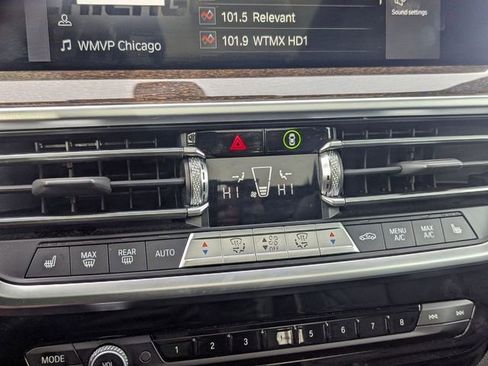 101.5 Relevant
WMVP Chicago
101.9 WTMX HD1
Sound settings
HI HI
MAX
REAR
AUTO
OFF
MENU A/C
MAX A/C
MODE
VOL
1 2 3 4 5 6 7 8